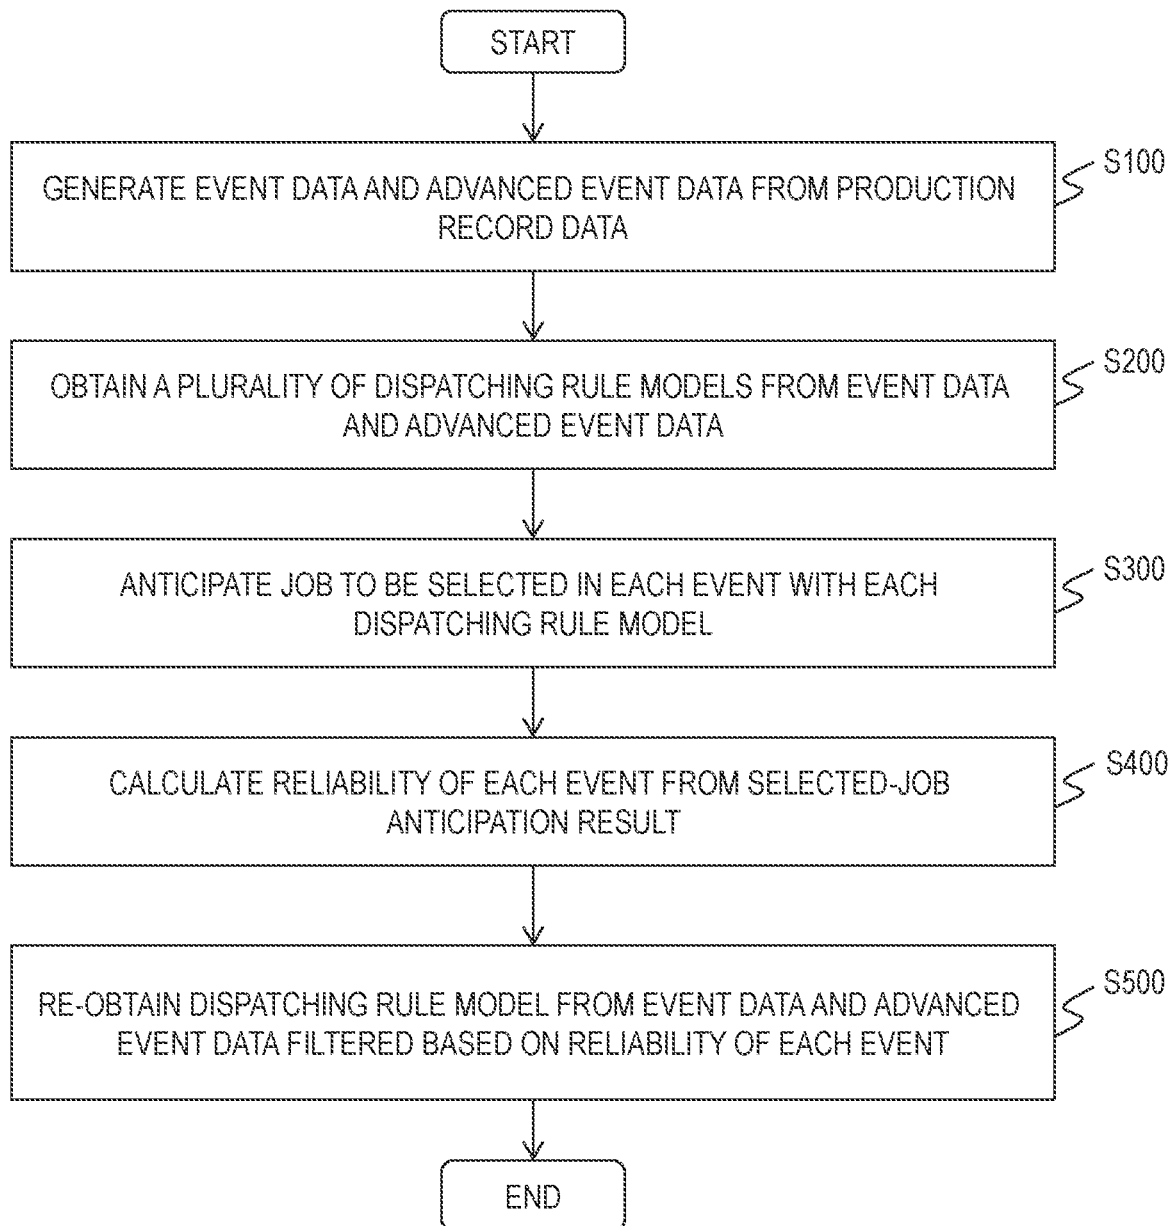 START
GENERATE EVENT DATA AND ADVANCED EVENT DATA FROM PRODUCTION
RECORD DATA
S100
OBTAIN A PLURALITY OF DISPATCHING RULE MODELS FROM EVENT DATA
AND ADVANCED EVENT DATA
S200
ANTICIPATE JOB TO BE SELECTED IN EACH EVENT WITH EACH
DISPATCHING RULE MODEL
S300
CALCULATE RELIABILITY OF EACH EVENT FROM SELECTED-JOB
ANTICIPATION RESULT
S400
RE-OBTAIN DISPATCHING RULE MODEL FROM EVENT DATA AND ADVANCED
EVENT DATA FILTERED BASED ON RELIABILITY OF EACH EVENT
S500
END